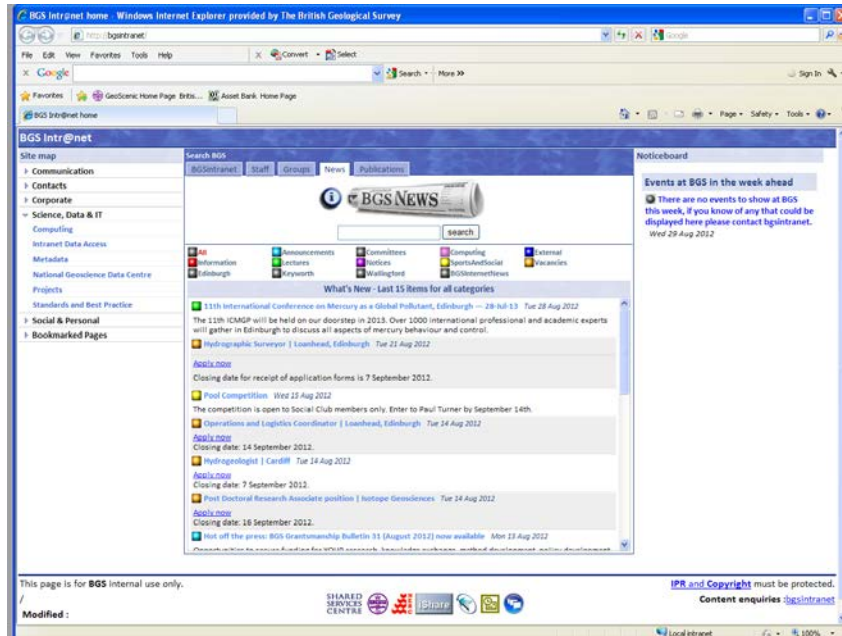 BGS Intr@net home - Windows Internet Explorer provided by The British Geological Survey
http://bgsintranet/
Google
File Edit View Favorites Tools Help
X Convert Select
x Google Search More >> Sign In
Favorites GeoScenic Home Page Britis... Asset Bank Home Page
BGS Intr@net home Page Safety Tools
BGS Intr@net
Site map
Communication
Contacts
Corporate
Science, Data & IT
Computing
Intranet Data Access
Metadata
National Geoscience Data Centre
Projects
Standards and Best Practice
Social & Personal
Bookmarked Pages
Search BGS
BGSintranet Staff Groups News Publications
BGS NEWS
search
All Announcements Committees Computing External
Information Lectures Notices SportsAndSocial Vacancies
Edinburgh Keyworth Wallingford BGSInternetNews
What's New - Last 15 items for all categories
11th International Conference on Mercury as a Global Pollutant, Edinburgh — 28-Jul-13 Tue 28 Aug 2012
The 11th ICMGP will be held on our doorstep in 2013. Over 1000 international professional and academic experts
will gather in Edinburgh to discuss all aspects of mercury behaviour and control.
Hydrographic Surveyor | Loanhead, Edinburgh Tue 21 Aug 2012
Apply now
Closing date for receipt of application forms is 7 September 2012.
Pool Competition Wed 15 Aug 2012
The competition is open to Social Club members only. Enter to Paul Turner by September 14th.
Operations and Logistics Coordinator | Loanhead, Edinburgh Tue 14 Aug 2012
Apply now
Closing date: 14 September 2012.
Hydrogeologist | Cardiff Tue 14 Aug 2012
Apply now
Closing date: 7 September 2012.
Post Doctoral Research Associate position | Isotope Geosciences Tue 14 Aug 2012
Apply now
Closing date: 16 September 2012.
Hot off the press: BGS Grantsmanship Bulletin 31 (August 2012) now available Mon 13 Aug 2012
Opportunities to secure funding for YOUR research, knowledge exchange, method development, policy development
Noticeboard
Events at BGS in the week ahead
There are no events to show at BGS
this week, if you know of any that could be
displayed here please contact bgsintranet.
Wed 29 Aug 2012
This page is for BGS internal use only.
/
Modified :
SHARED
SERVICES
CENTRE
iShare
IPR and Copyright must be protected.
Content enquiries :bgsintranet
Local intranet 100%